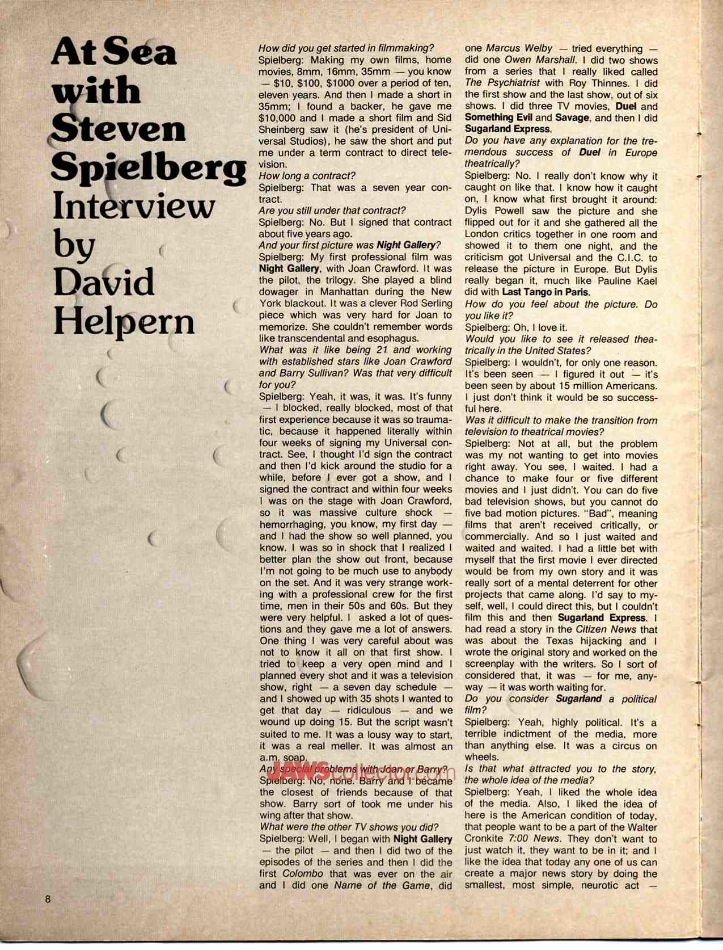 At Sea
with
Steven
Spielberg
Interview
by
David
Helpern
How did you get started in filmmaking?
Spielberg: Making my own films, home
movies, 8mm, 16mm, 35mm — you know
— $10, $100, $1000 over a period of ten,
eleven years. And then I made a short in
35mm; I found a backer, he gave me
$10,000 and I made a short film and Sid
Sheinberg saw it (he's president of Uni-
versal Studios), he saw the short and put
me under a term contract to direct tele-
vision.
How long a contract?
Spielberg: That was a seven year con-
tract.
Are you still under that contract?
Spielberg: No. But I signed that contract
about five years ago.
And your first picture was Night Gallery?
Spielberg: My first professional film was
Night Gallery, with Joan Crawford. It was
the pilot, the trilogy. She played a blind
dowager in Manhattan during the New
York blackout. It was a clever Rod Serling
piece which was very hard for Joan to
memorize. She couldn't remember words
like transcendental and esophagus.
What was it like being 21 and working
with established stars like Joan Crawford
and Barry Sullivan? Was that very difficult
for you?
Spielberg: Yeah, it was, it was. It's funny
— I blocked, really blocked, most of that
first experience because it was so trauma-
tic, because it happened literally within
four weeks of signing my Universal con-
tract. See, I thought I'd sign the contract
and then I'd kick around the studio for a
while, before I ever got a show, and I
signed the contract and within four weeks
I was on the stage with Joan Crawford,
so it was massive culture shock —
hemorrhaging, you know, my first day —
and I had the show so well planned, you
know. I was so in shock that I realized I
better plan the show out front, because
I'm not going to be much use to anybody
on the set. And it was very strange work-
ing with a professional crew for the first
time, men in their 50s and 60s. But they
were very helpful. I asked a lot of ques-
tions and they gave me a lot of answers.
One thing I was very careful about was
not to know it all on that first show. I
tried to keep a very open mind and I
planned every shot and it was a television
show, right — a seven day schedule —
and I showed up with 35 shots I wanted to
get that day — ridiculous — and we
wound up doing 15. But the script wasn't
suited to me. It was a lousy way to start,
it was a real meller. It was almost an
a.m. soap.
Any special problems with Joan or Barry?
Spielberg: No, none. Barry and I became
the closest of friends because of that
show. Barry sort of took me under his
wing after that show.
What were the other TV shows you did?
Spielberg: Well, I began with Night Gallery
— the pilot — and then I did two of the
episodes of the series and then I did the
first Colombo that was ever on the air
and I did one Name of the Game, did
one Marcus Welby — tried everything —
did one Owen Marshall. I did two shows
from a series that I really liked called
The Psychiatrist with Roy Thinnes. I did
the first show and the last show, out of six
shows. I did three TV movies, Duel and
Something Evil and Savage, and then I did
Sugarland Express.
Do you have any explanation for the tre-
mendous success of Duel in Europe
theatrically?
Spielberg: No. I really don't know why it
caught on like that. I know how it caught
on, I know what first brought it around:
Dylis Powell saw the picture and she
flipped out for it and she gathered all the
London critics together in one room and
showed it to them one night, and the
criticism got Universal and the C.I.C. to
release the picture in Europe. But Dylis
really began it, much like Pauline Kael
did with Last Tango in Paris.
How do you feel about the picture. Do
you like it?
Spielberg: Oh, I love it.
Would you like to see it released thea-
trically in the United States?
Spielberg: I wouldn't, for only one reason.
It's been seen — I figured it out — it's
been seen by about 15 million Americans.
I just don't think it would be so success-
ful here.
Was it difficult to make the transition from
television to theatrical movies?
Spielberg: Not at all, but the problem
was my not wanting to get into movies
right away. You see, I waited. I had a
chance to make four or five different
movies and I just didn't. You can do five
bad television shows, but you cannot do
five bad motion pictures. "Bad", meaning
films that aren't received critically, or
commercially. And so I just waited and
waited and waited. I had a little bet with
myself that the first movie I ever directed
would be from my own story and it was
really sort of a mental deterrent for other
projects that came along. I'd say to my-
self, well, I could direct this, but I couldn't
film this and then Sugarland Express. I
had read a story in the Citizen News that
was about the Texas hijacking and I
wrote the original story and worked on the
screenplay with the writers. So I sort of
considered that, it was — for me, any-
way — it was worth waiting for.
Do you consider Sugarland a political
film?
Spielberg: Yeah, highly political. It's a
terrible indictment of the media, more
than anything else. It was a circus on
wheels.
Is that what attracted you to the story,
the whole idea of the media?
Spielberg: Yeah, I liked the whole idea
of the media. Also, I liked the idea of
here is the American condition of today,
that people want to be a part of the Walter
Cronkite 7:00 News. They don't want to
just watch it, they want to be in it; and I
like the idea that today any one of us can
create a major news story by doing the
smallest, most simple, neurotic act —
JAWScollector.com
8